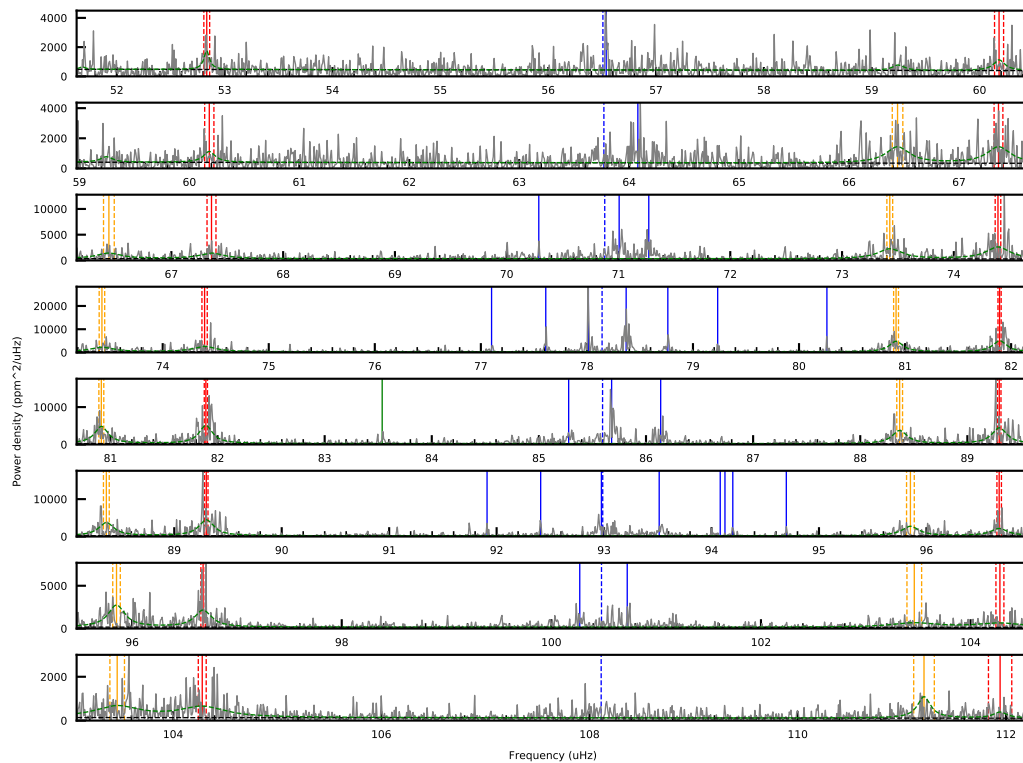 4000
2000
0
52 53 54 55 56 57 58 59 60
4000
2000
0
59 60 61 62 63 64 65 66 67
10000
5000
0
67 68 69 70 71 72 73 74
20000
10000
0
74 75 76 77 78 79 80 81 82
10000
0
81 82 83 84 85 86 87 88 89
10000
0
89 90 91 92 93 94 95 96
5000
0
96 98 100 102 104
2000
0
104 106 108 110 112
Power density (ppm^2/uHz)
Frequency (uHz)